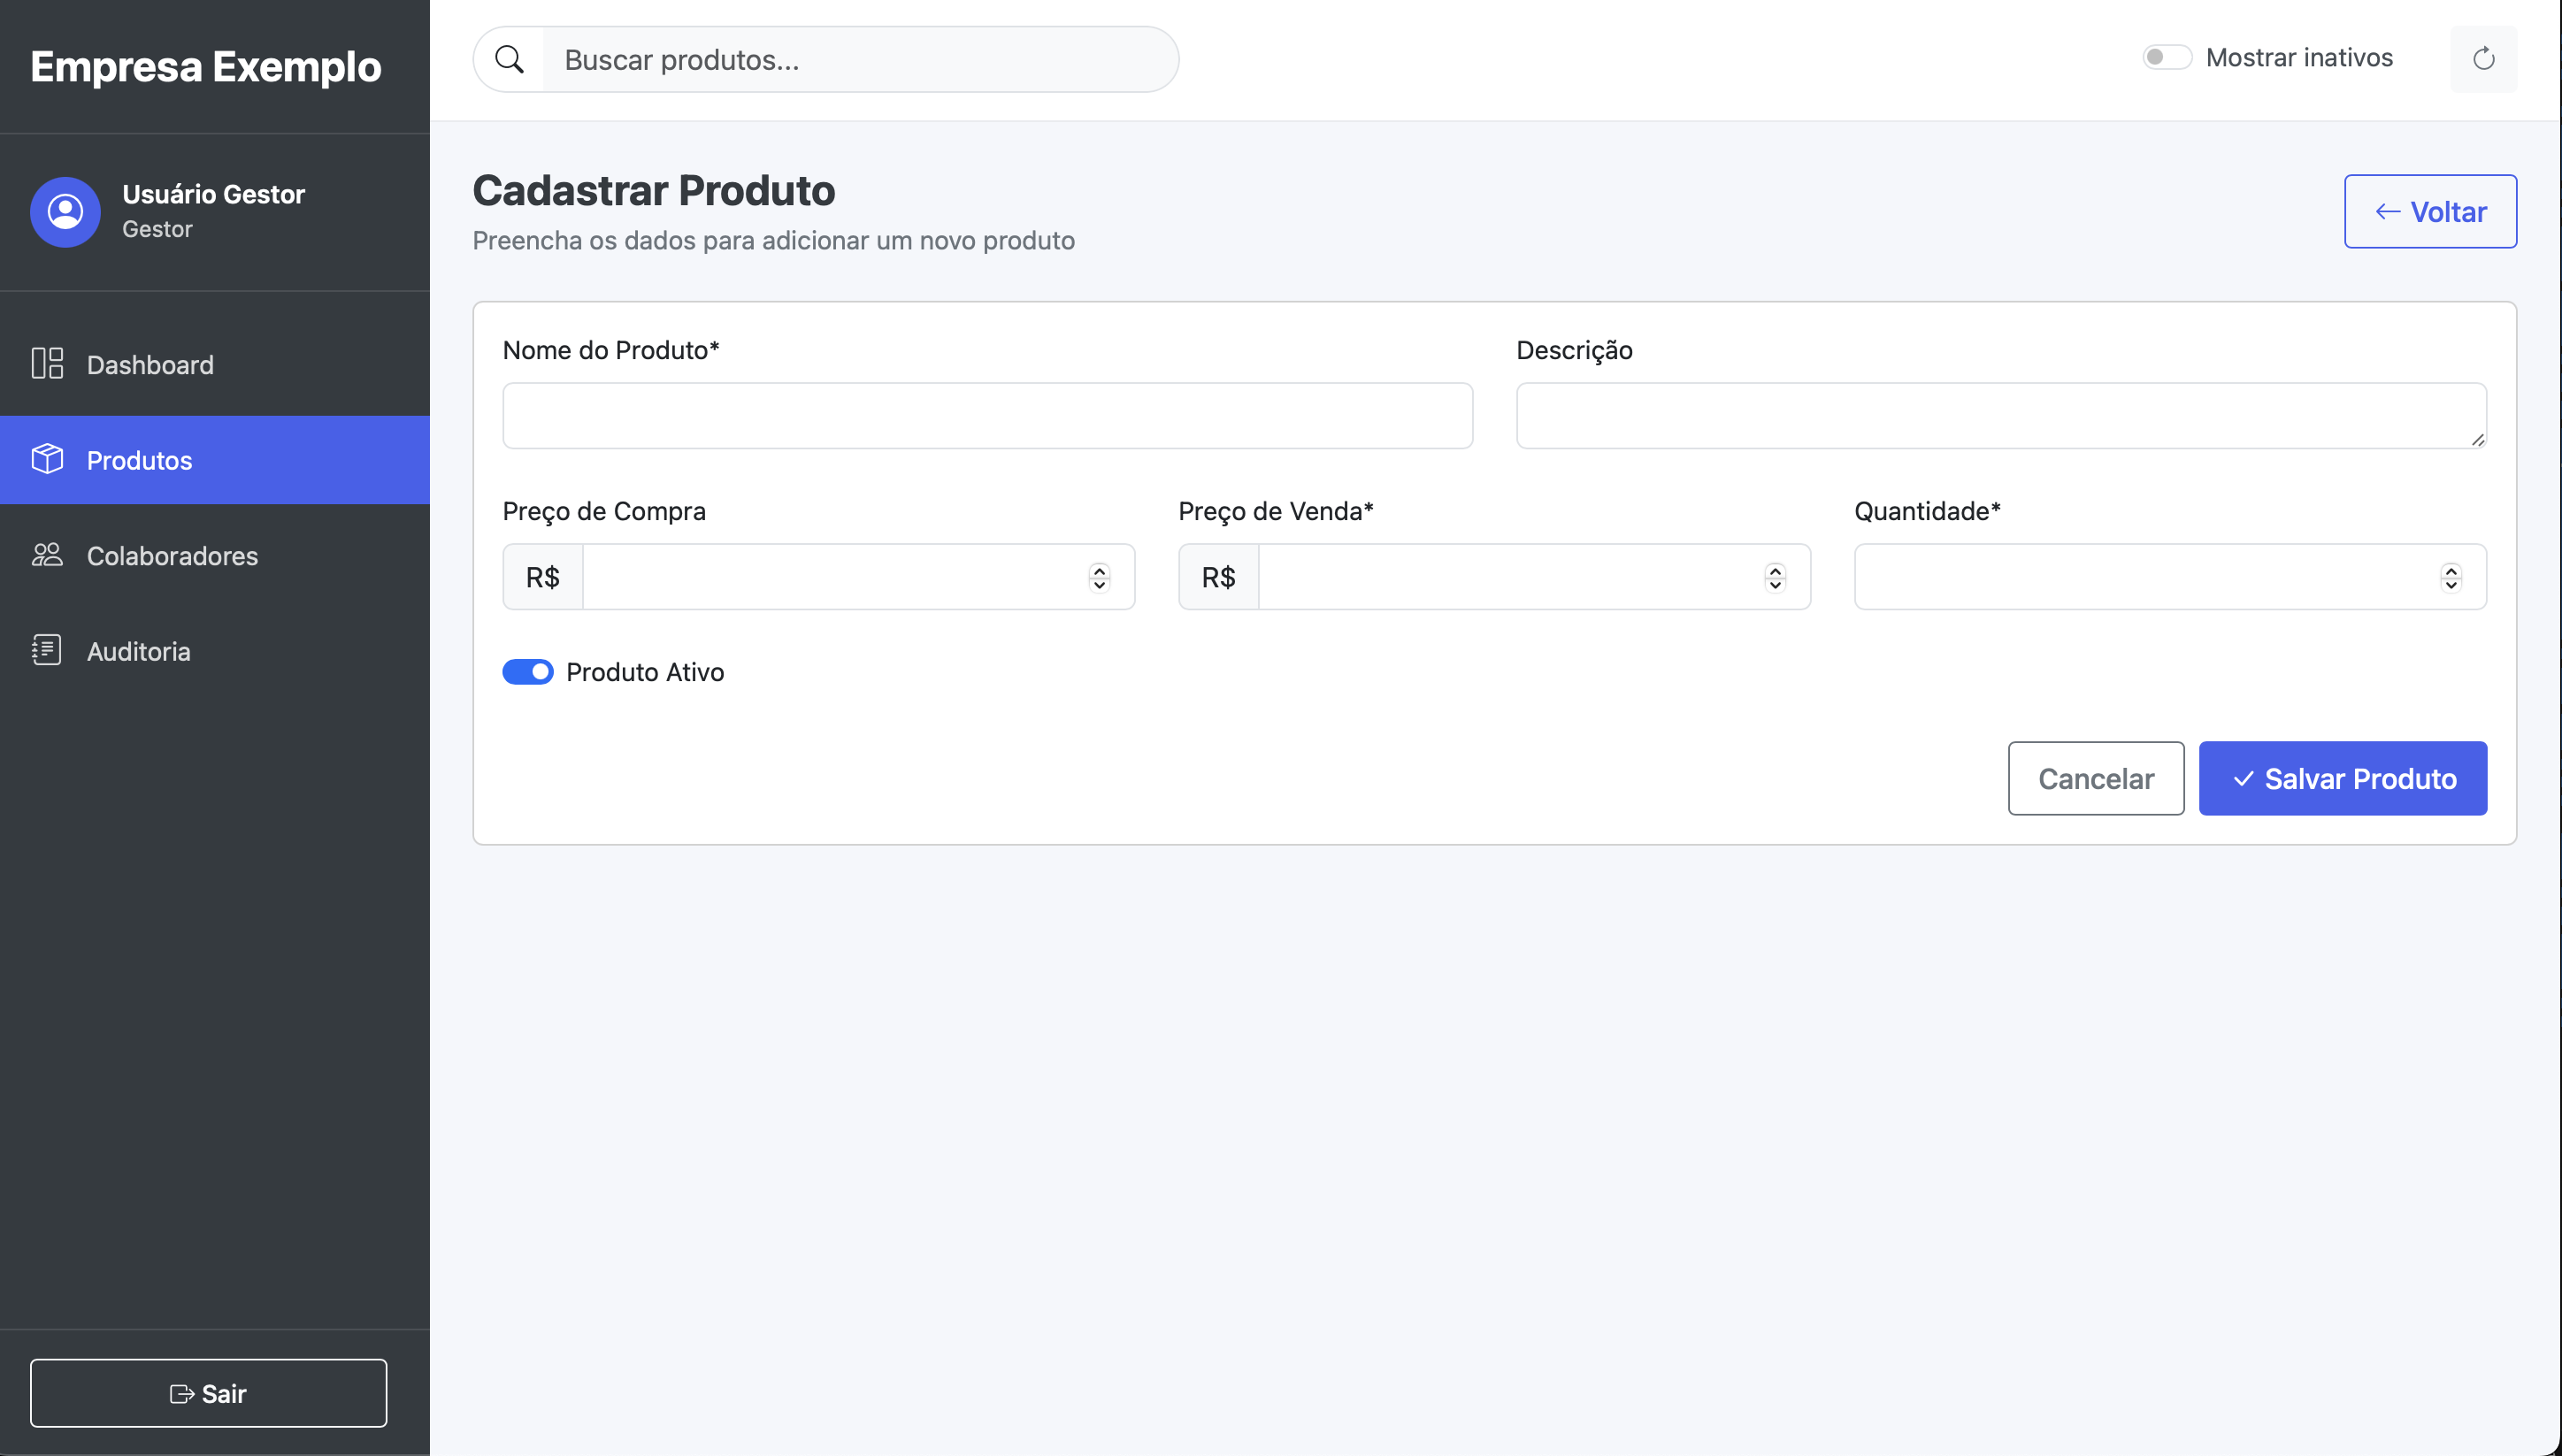 Empresa Exemplo
Usuário Gestor
Gestor
Dashboard
Produtos
Colaboradores
Auditoria
Sair
Buscar produtos...
Mostrar inativos
Cadastrar Produto
Preencha os dados para adicionar um novo produto
Voltar
Nome do Produto*
Descrição
Preço de Compra
Preço de Venda*
Quantidade*
R$
R$
Produto Ativo
Cancelar
Salvar Produto